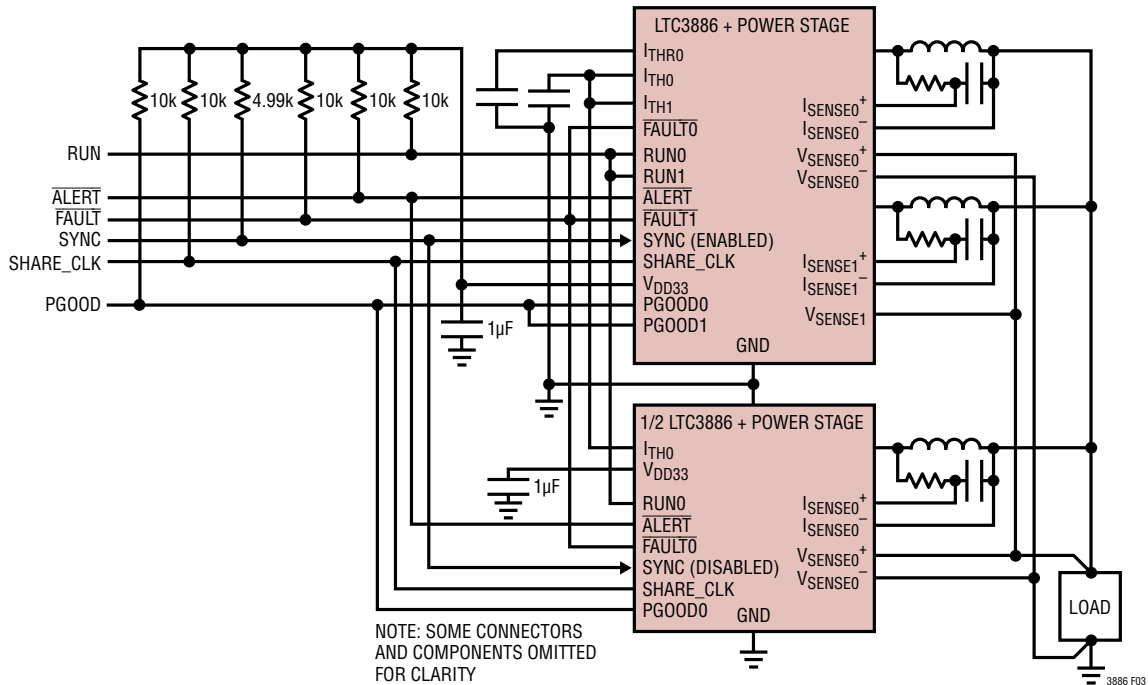 LTC3886 + POWER STAGE
10k
10k
4.99k
10k
10k
10k
RUN
ALERT
FAULT
SYNC
SHARE_CLK
PGOOD
1µF
ITHR0
ITH0
ITH1
FAULT0
RUN0
RUN1
ALERT
FAULT1
SYNC (ENABLED)
SHARE_CLK
VDD33
PGOOD0
PGOOD1
GND
ISENSE0+
ISENSE0–
VSENSE0+
VSENSE0–
ISENSE1+
ISENSE1–
VSENSE1
1/2 LTC3886 + POWER STAGE
1µF
ITH0
VDD33
RUN0
ALERT
FAULT0
SYNC (DISABLED)
SHARE_CLK
PGOOD0
GND
ISENSE0+
ISENSE0–
VSENSE0+
VSENSE0–
LOAD
NOTE: SOME CONNECTORS
AND COMPONENTS OMITTED
FOR CLARITY
3886 F03